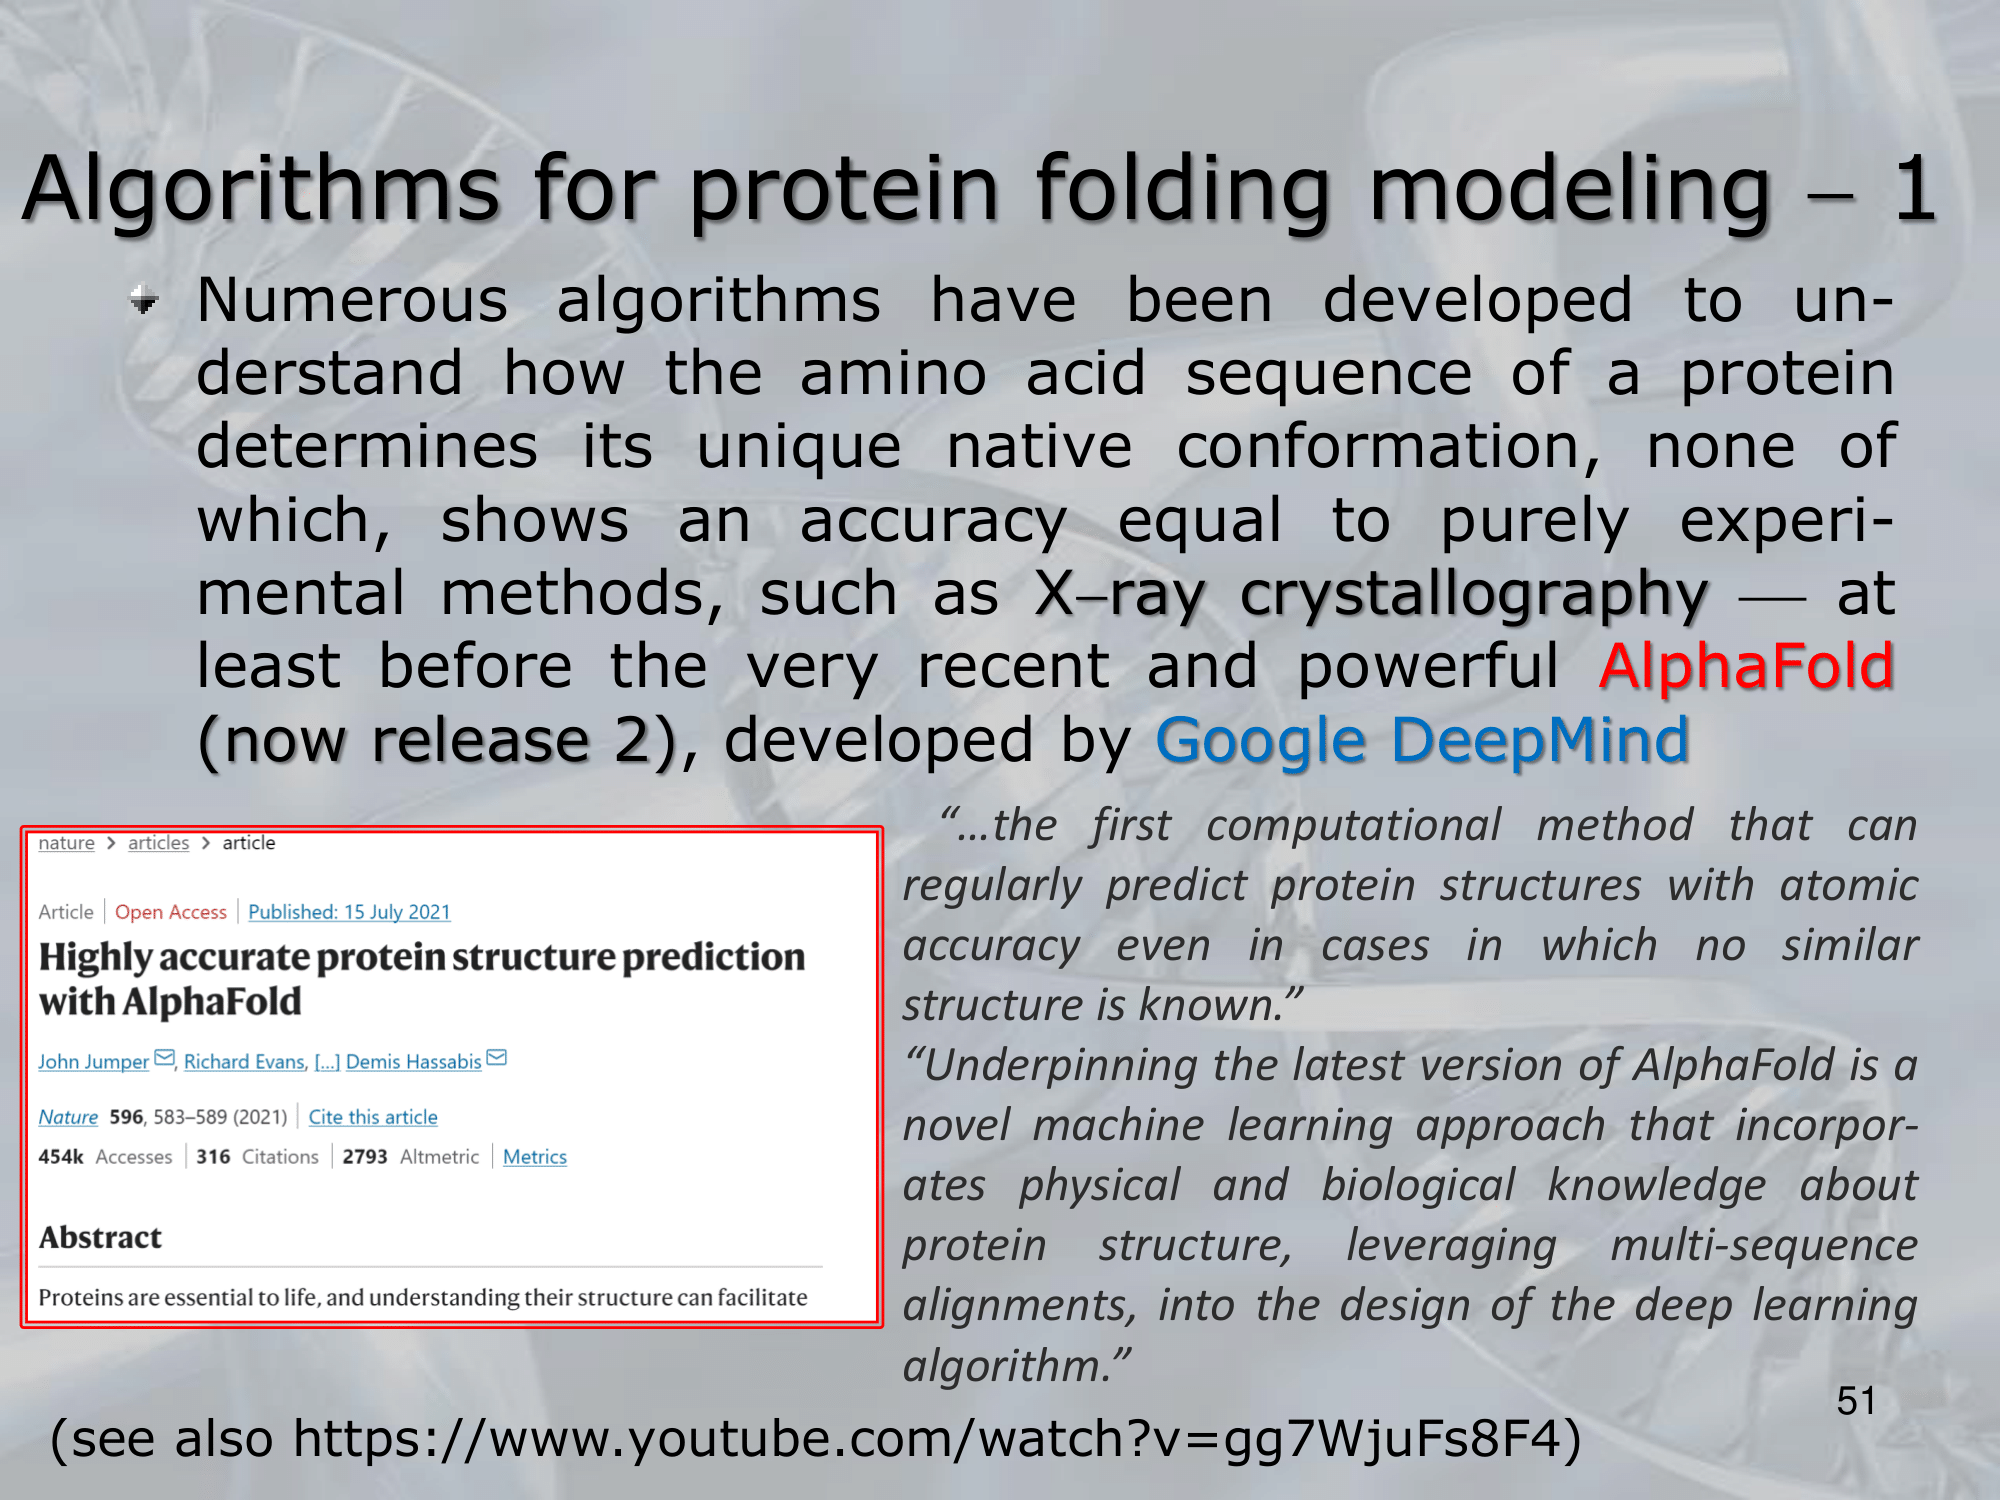 Algorithms for protein folding modeling – 1
Numerous algorithms have been developed to un-
derstand how the amino acid sequence of a protein
determines its unique native conformation, none of
which, shows an accuracy equal to purely experi-
mental methods, such as X–ray crystallography — at
least before the very recent and powerful AlphaFold
(now release 2), developed by Google DeepMind
nature > articles > article
Article | Open Access | Published: 15 July 2021
Highly accurate protein structure prediction
with AlphaFold
John Jumper, Richard Evans, [...] Demis Hassabis
Nature 596, 583–589 (2021) | Cite this article
454k Accesses | 316 Citations | 2793 Altmetric | Metrics
Abstract
Proteins are essential to life, and understanding their structure can facilitate
“…the first computational method that can
regularly predict protein structures with atomic
accuracy even in cases in which no similar
structure is known.”
“Underpinning the latest version of AlphaFold is a
novel machine learning approach that incorpor-
ates physical and biological knowledge about
protein structure, leveraging multi-sequence
alignments, into the design of the deep learning
algorithm.”
51
(see also https://www.youtube.com/watch?v=gg7WjuFs8F4)